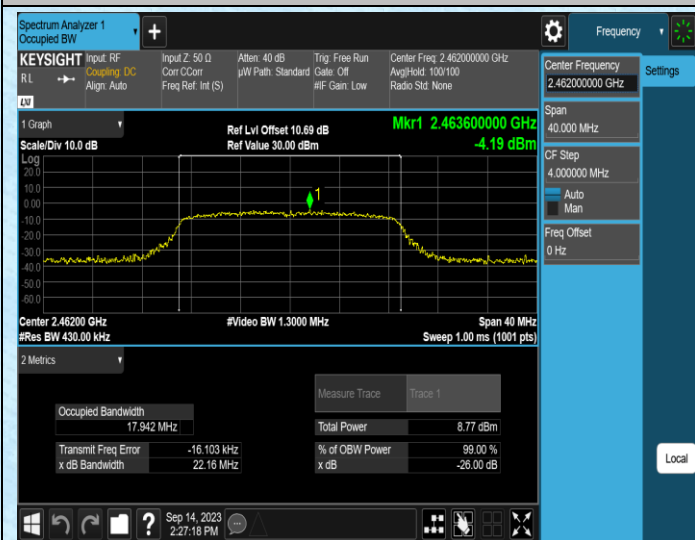 Spectrum Analyzer 1
Occupied BW
+
Frequency
KEYSIGHT
RL
LXI
Input: RF
Coupling: DC
Align: Auto
Input Z: 50 Ω
Corr CCorr
Freq Ref: Int (S)
Atten: 40 dB
µW Path: Standard
Trig: Free Run
Gate: Off
#IF Gain: Low
Center Freq: 2.462000000 GHz
Avg|Hold: 100/100
Radio Std: None
Center Frequency
2.462000000 GHz
Settings
Span
40.000 MHz
CF Step
4.000000 MHz
Auto
Man
Freq Offset
0 Hz
Local
1 Graph
Scale/Div 10.0 dB
Ref Lvl Offset 10.69 dB
Ref Value 30.00 dBm
Mkr1 2.463600000 GHz
-4.19 dBm
Log
20.0
10.0
0.00
-10.0
-20.0
-30.0
-40.0
-50.0
-60.0
1
Center 2.46200 GHz
#Video BW 1.3000 MHz
Span 40 MHz
#Res BW 430.00 kHz
Sweep 1.00 ms (1001 pts)
2 Metrics
Measure Trace
Trace 1
Occupied Bandwidth
17.942 MHz
Total Power
8.77 dBm
Transmit Freq Error
-16.103 kHz
% of OBW Power
99.00 %
x dB Bandwidth
22.16 MHz
x dB
-26.00 dB
?
Sep 14, 2023
2:27:18 PM